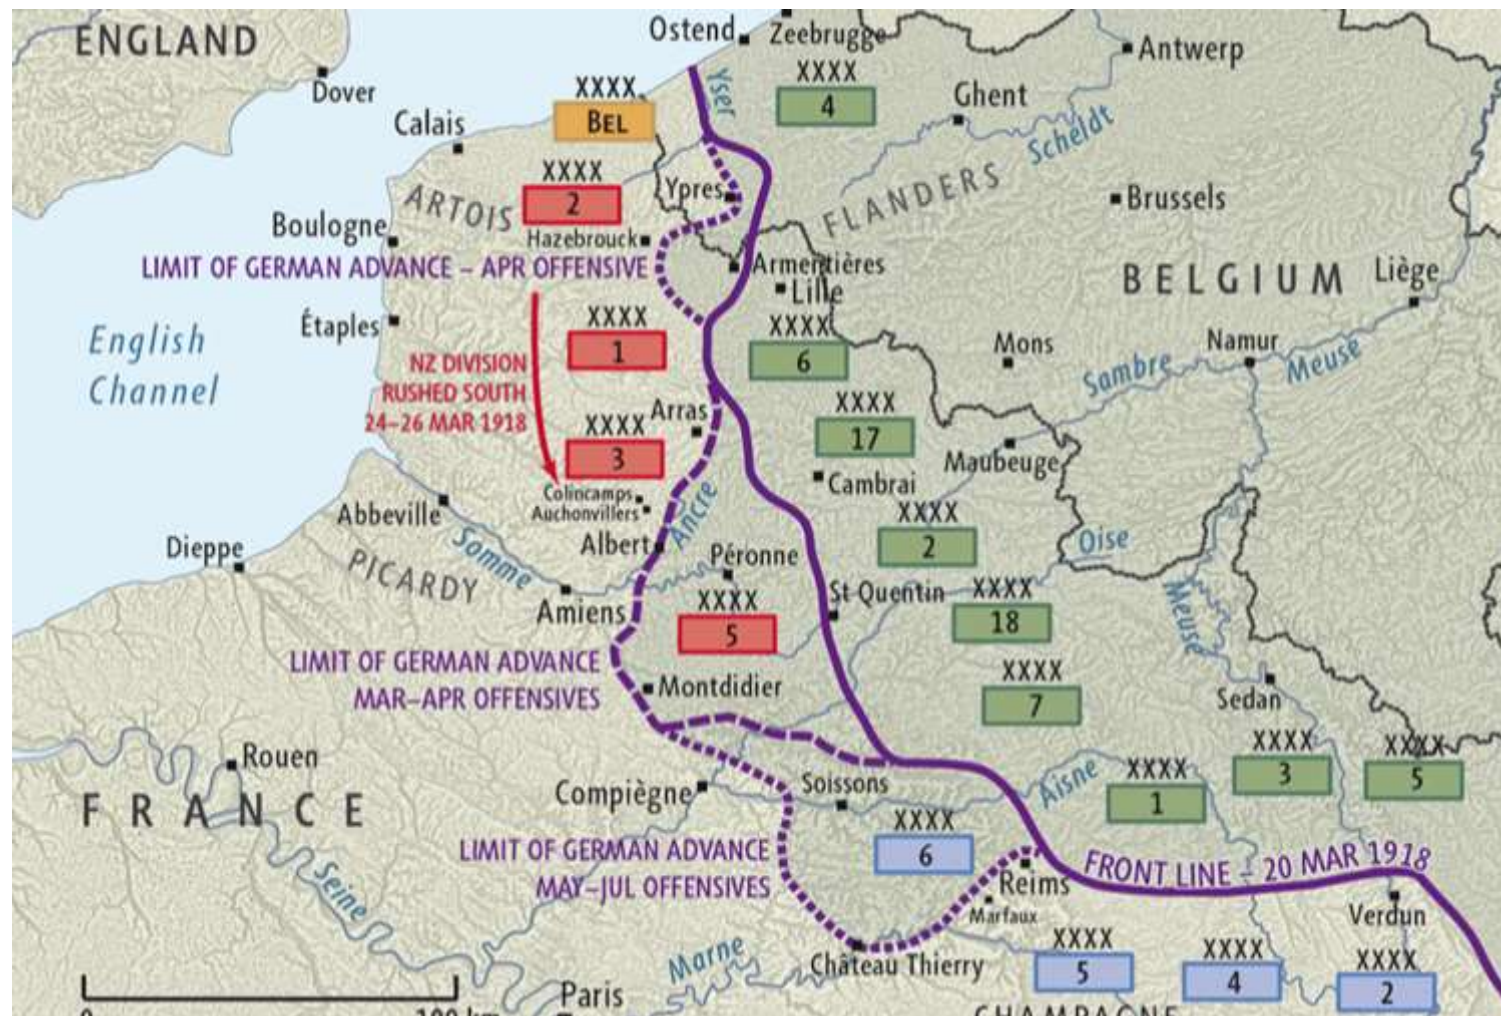 ENGLAND
Dover
Ostend
Zeebrugge
Antwerp
Yser
XXXX
4
Ghent
Scheldt
XXXX
BEL
Calais
XXXX
2
ARTOIS
Ypres
FLANDERS
Brussels
Boulogne
Hazebrouck
LIMIT OF GERMAN ADVANCE – APR OFFENSIVE
Armentières
Lille
BELGIUM
Liège
English
Channel
Étaples
XXXX
1
XXXX
6
Mons
Namur
Sambre
Meuse
NZ DIVISION
RUSHED SOUTH
24–26 MAR 1918
Arras
XXXX
3
XXXX
17
Maubeuge
Cambrai
Colincamps
Auchonvillers
Ancre
Abbeville
Somme
Albert
XXXX
2
Oise
Dieppe
PICARDY
Péronne
Amiens
XXXX
5
St Quentin
XXXX
18
Meuse
LIMIT OF GERMAN ADVANCE
MAR–APR OFFENSIVES
Montdidier
XXXX
7
Sedan
Rouen
XXXX
3
XXXX
5
FRANCE
Compiègne
Soissons
Aisne
XXXX
1
Seine
LIMIT OF GERMAN ADVANCE
MAY–JUL OFFENSIVES
XXXX
6
FRONT LINE – 20 MAR 1918
Reims
Marfaux
Verdun
Château Thierry
Marne
XXXX
5
XXXX
4
XXXX
2
Paris
CHAMPAGNE
0
100 km